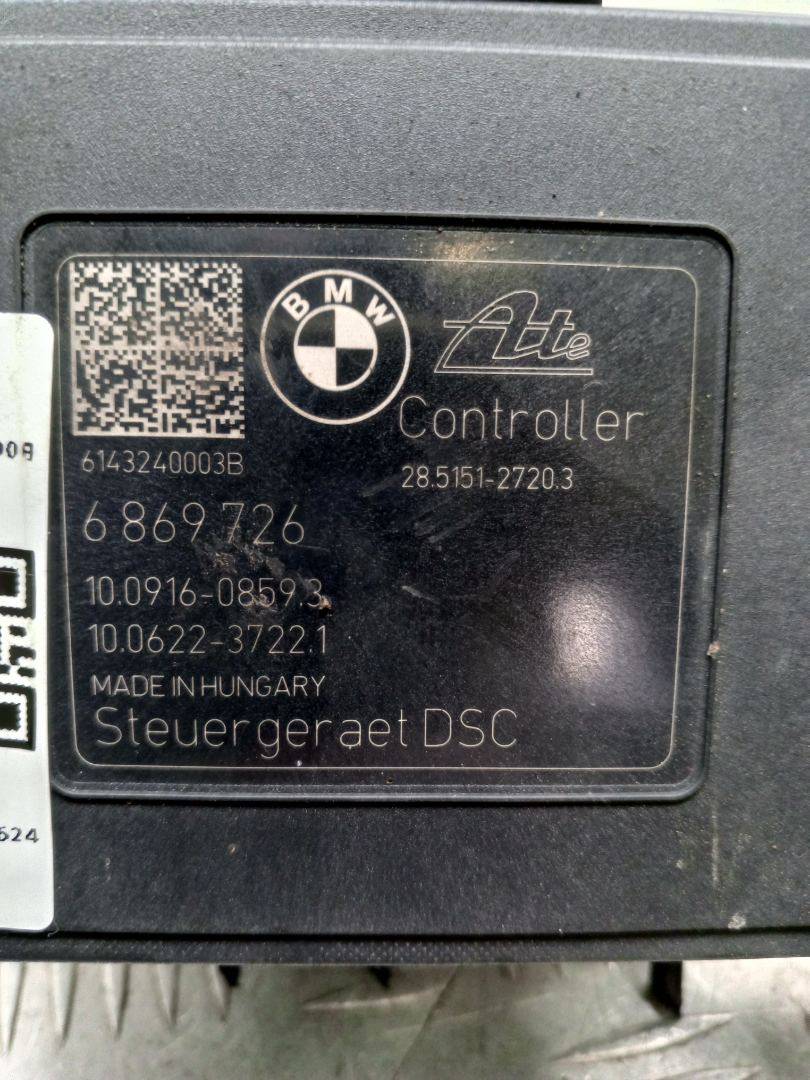 BMW
Ate
Controller
6143240003B
28.5151-2720.3
6 869 726
10.0916-0859.3
10.0622-3722.1
MADE IN HUNGARY
Steuergeraet DSC